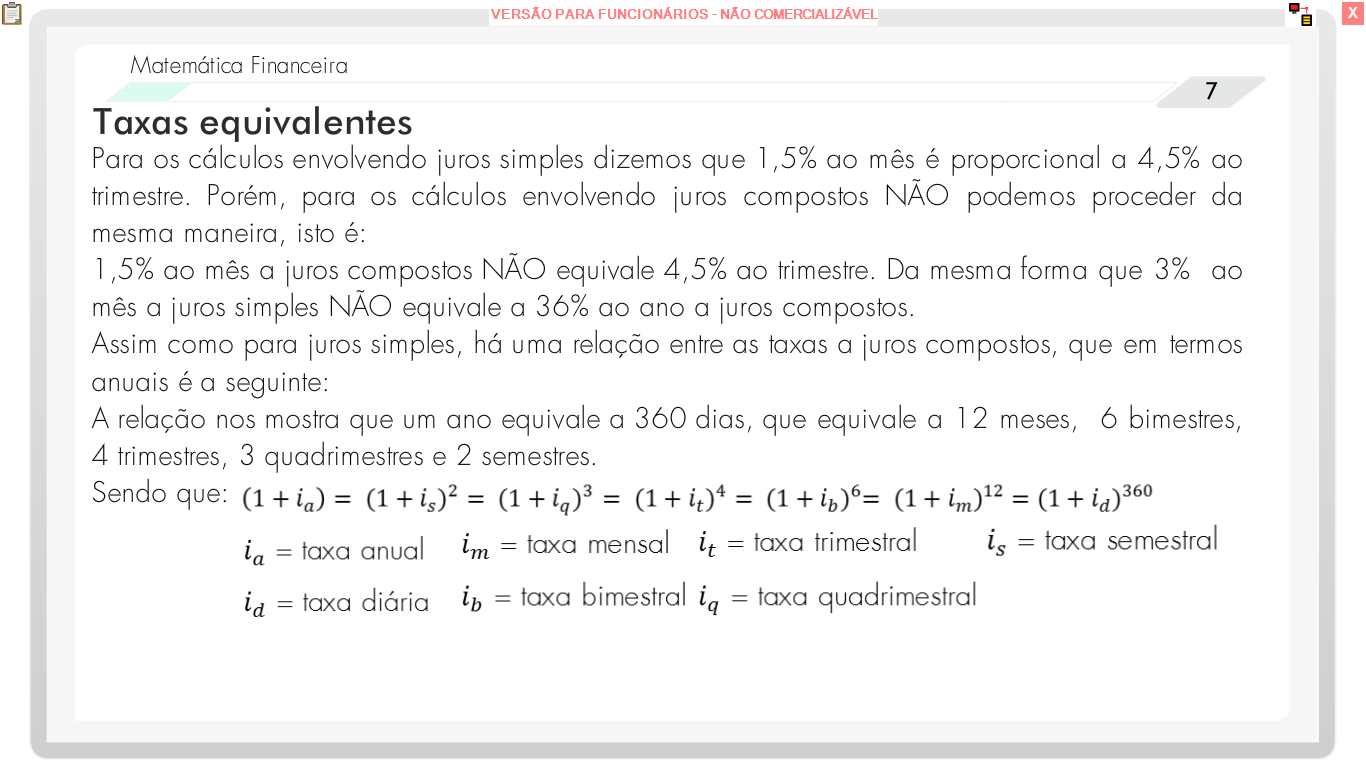 VERSÃO PARA FUNCIONÁRIOS - NÃO COMERCIALIZÁVEL
X
Matemática Financeira
7
Taxas equivalentes
Para os cálculos envolvendo juros simples dizemos que 1,5% ao mês é proporcional a 4,5% ao
trimestre. Porém, para os cálculos envolvendo juros compostos NÃO podemos proceder da
mesma maneira, isto é:
1,5% ao mês a juros compostos NÃO equivale 4,5% ao trimestre. Da mesma forma que 3% ao
mês a juros simples NÃO equivale a 36% ao ano a juros compostos.
Assim como para juros simples, há uma relação entre as taxas a juros compostos, que em termos
anuais é a seguinte:
A relação nos mostra que um ano equivale a 360 dias, que equivale a 12 meses, 6 bimestres,
4 trimestres, 3 quadrimestres e 2 semestres.
Sendo que: (1 + i_a) = (1 + i_s)^2 = (1 + i_q)^3 = (1 + i_t)^4 = (1 + i_b)^6 = (1 + i_m)^12 = (1 + i_d)^360
i_a = taxa anual i_m = taxa mensal i_t = taxa trimestral i_s = taxa semestral
i_d = taxa diária i_b = taxa bimestral i_q = taxa quadrimestral